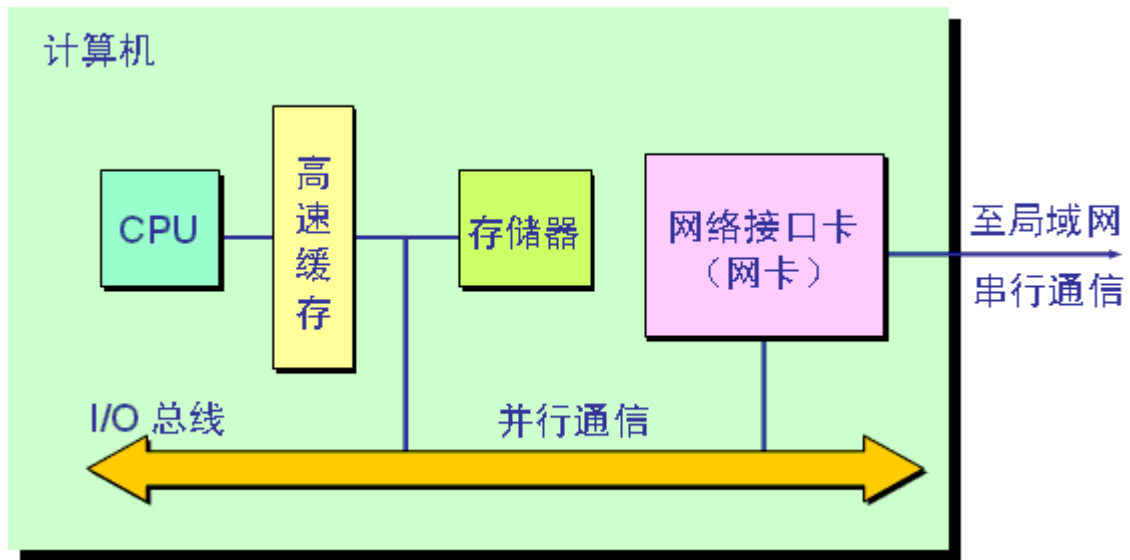 计算机
CPU
高
速
缓
存
存储器
网络接口卡
（网卡）
至局域网
串行通信
I/O 总线
并行通信